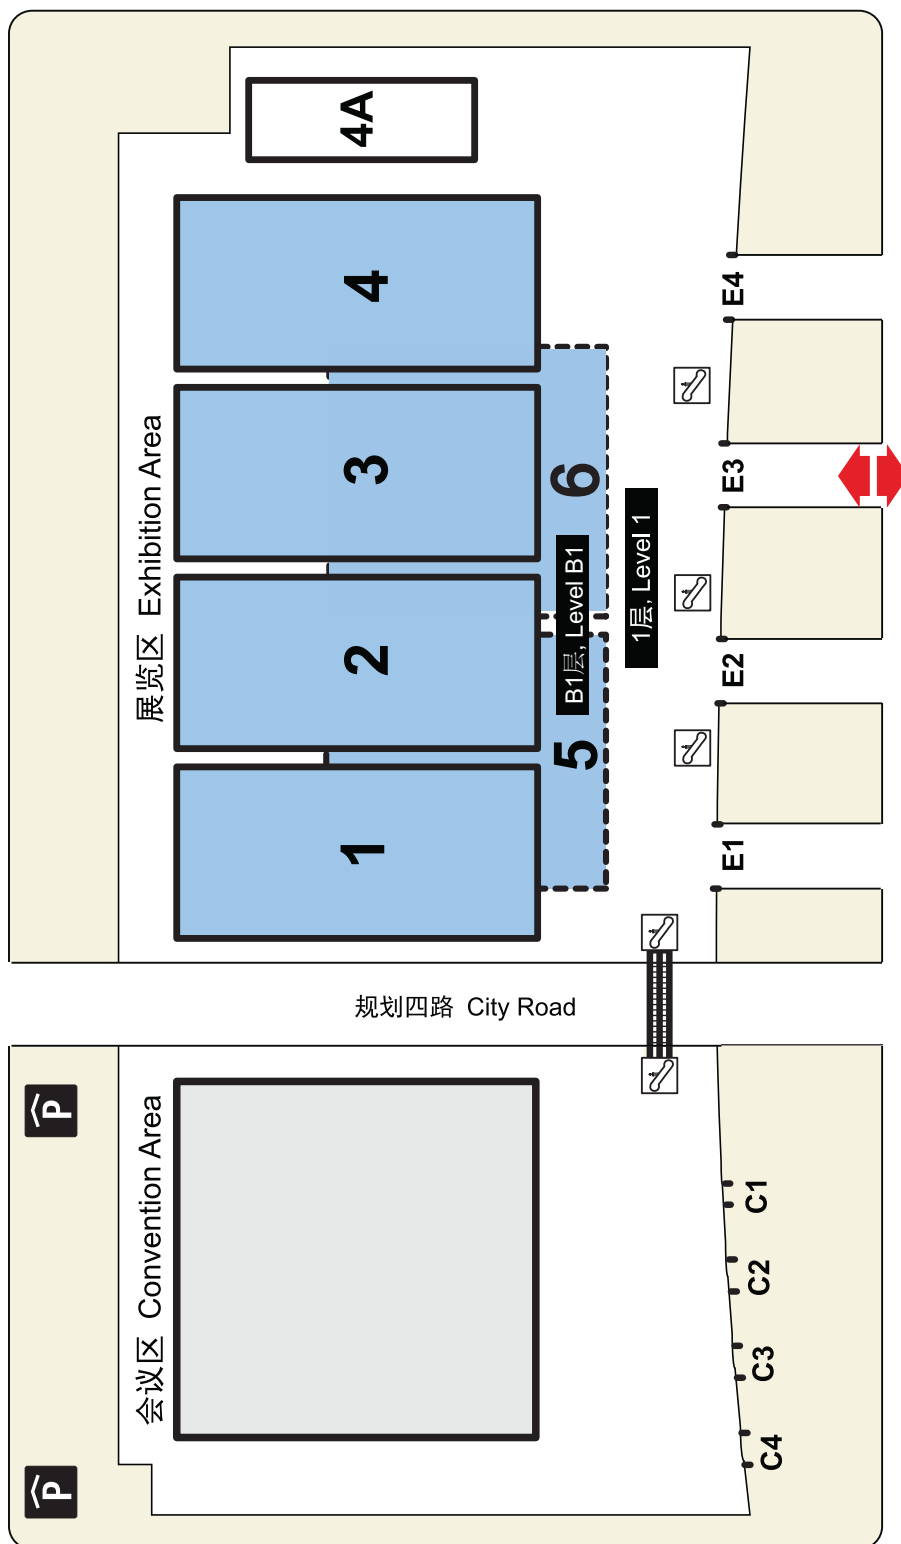 4A
4
3
2
1
6
5
展览区 Exhibition Area
B1层, Level B1
1层, Level 1
E4
E3
E2
E1
规划四路 City Road
会议区 Convention Area
P
P
C1
C2
C3
C4